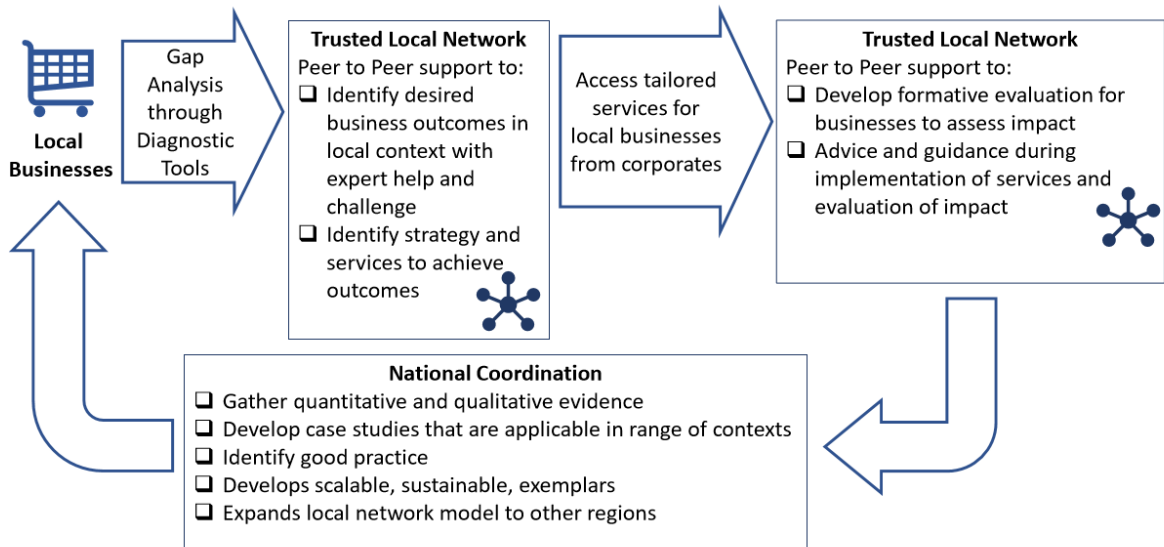 Local
Businesses
Gap
Analysis
through
Diagnostic
Tools
Trusted Local Network
Peer to Peer support to:
❑ Identify desired
business outcomes in
local context with
expert help and
challenge
❑ Identify strategy and
services to achieve
outcomes
Access tailored
services for
local businesses
from corporates
Trusted Local Network
Peer to Peer support to:
❑ Develop formative evaluation for
businesses to assess impact
❑ Advice and guidance during
implementation of services and
evaluation of impact
National Coordination
❑ Gather quantitative and qualitative evidence
❑ Develop case studies that are applicable in range of contexts
❑ Identify good practice
❑ Develops scalable, sustainable, exemplars
❑ Expands local network model to other regions